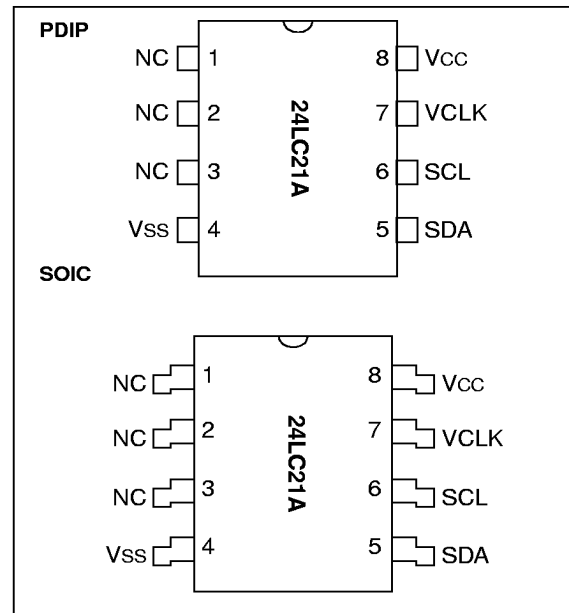 PDIP
NC 1 8 VCC
NC 2 7 VCLK
24LC21A
NC 3 6 SCL
VSS 4 5 SDA
SOIC
NC 1 8 VCC
NC 2 7 VCLK
24LC21A
NC 3 6 SCL
VSS 4 5 SDA